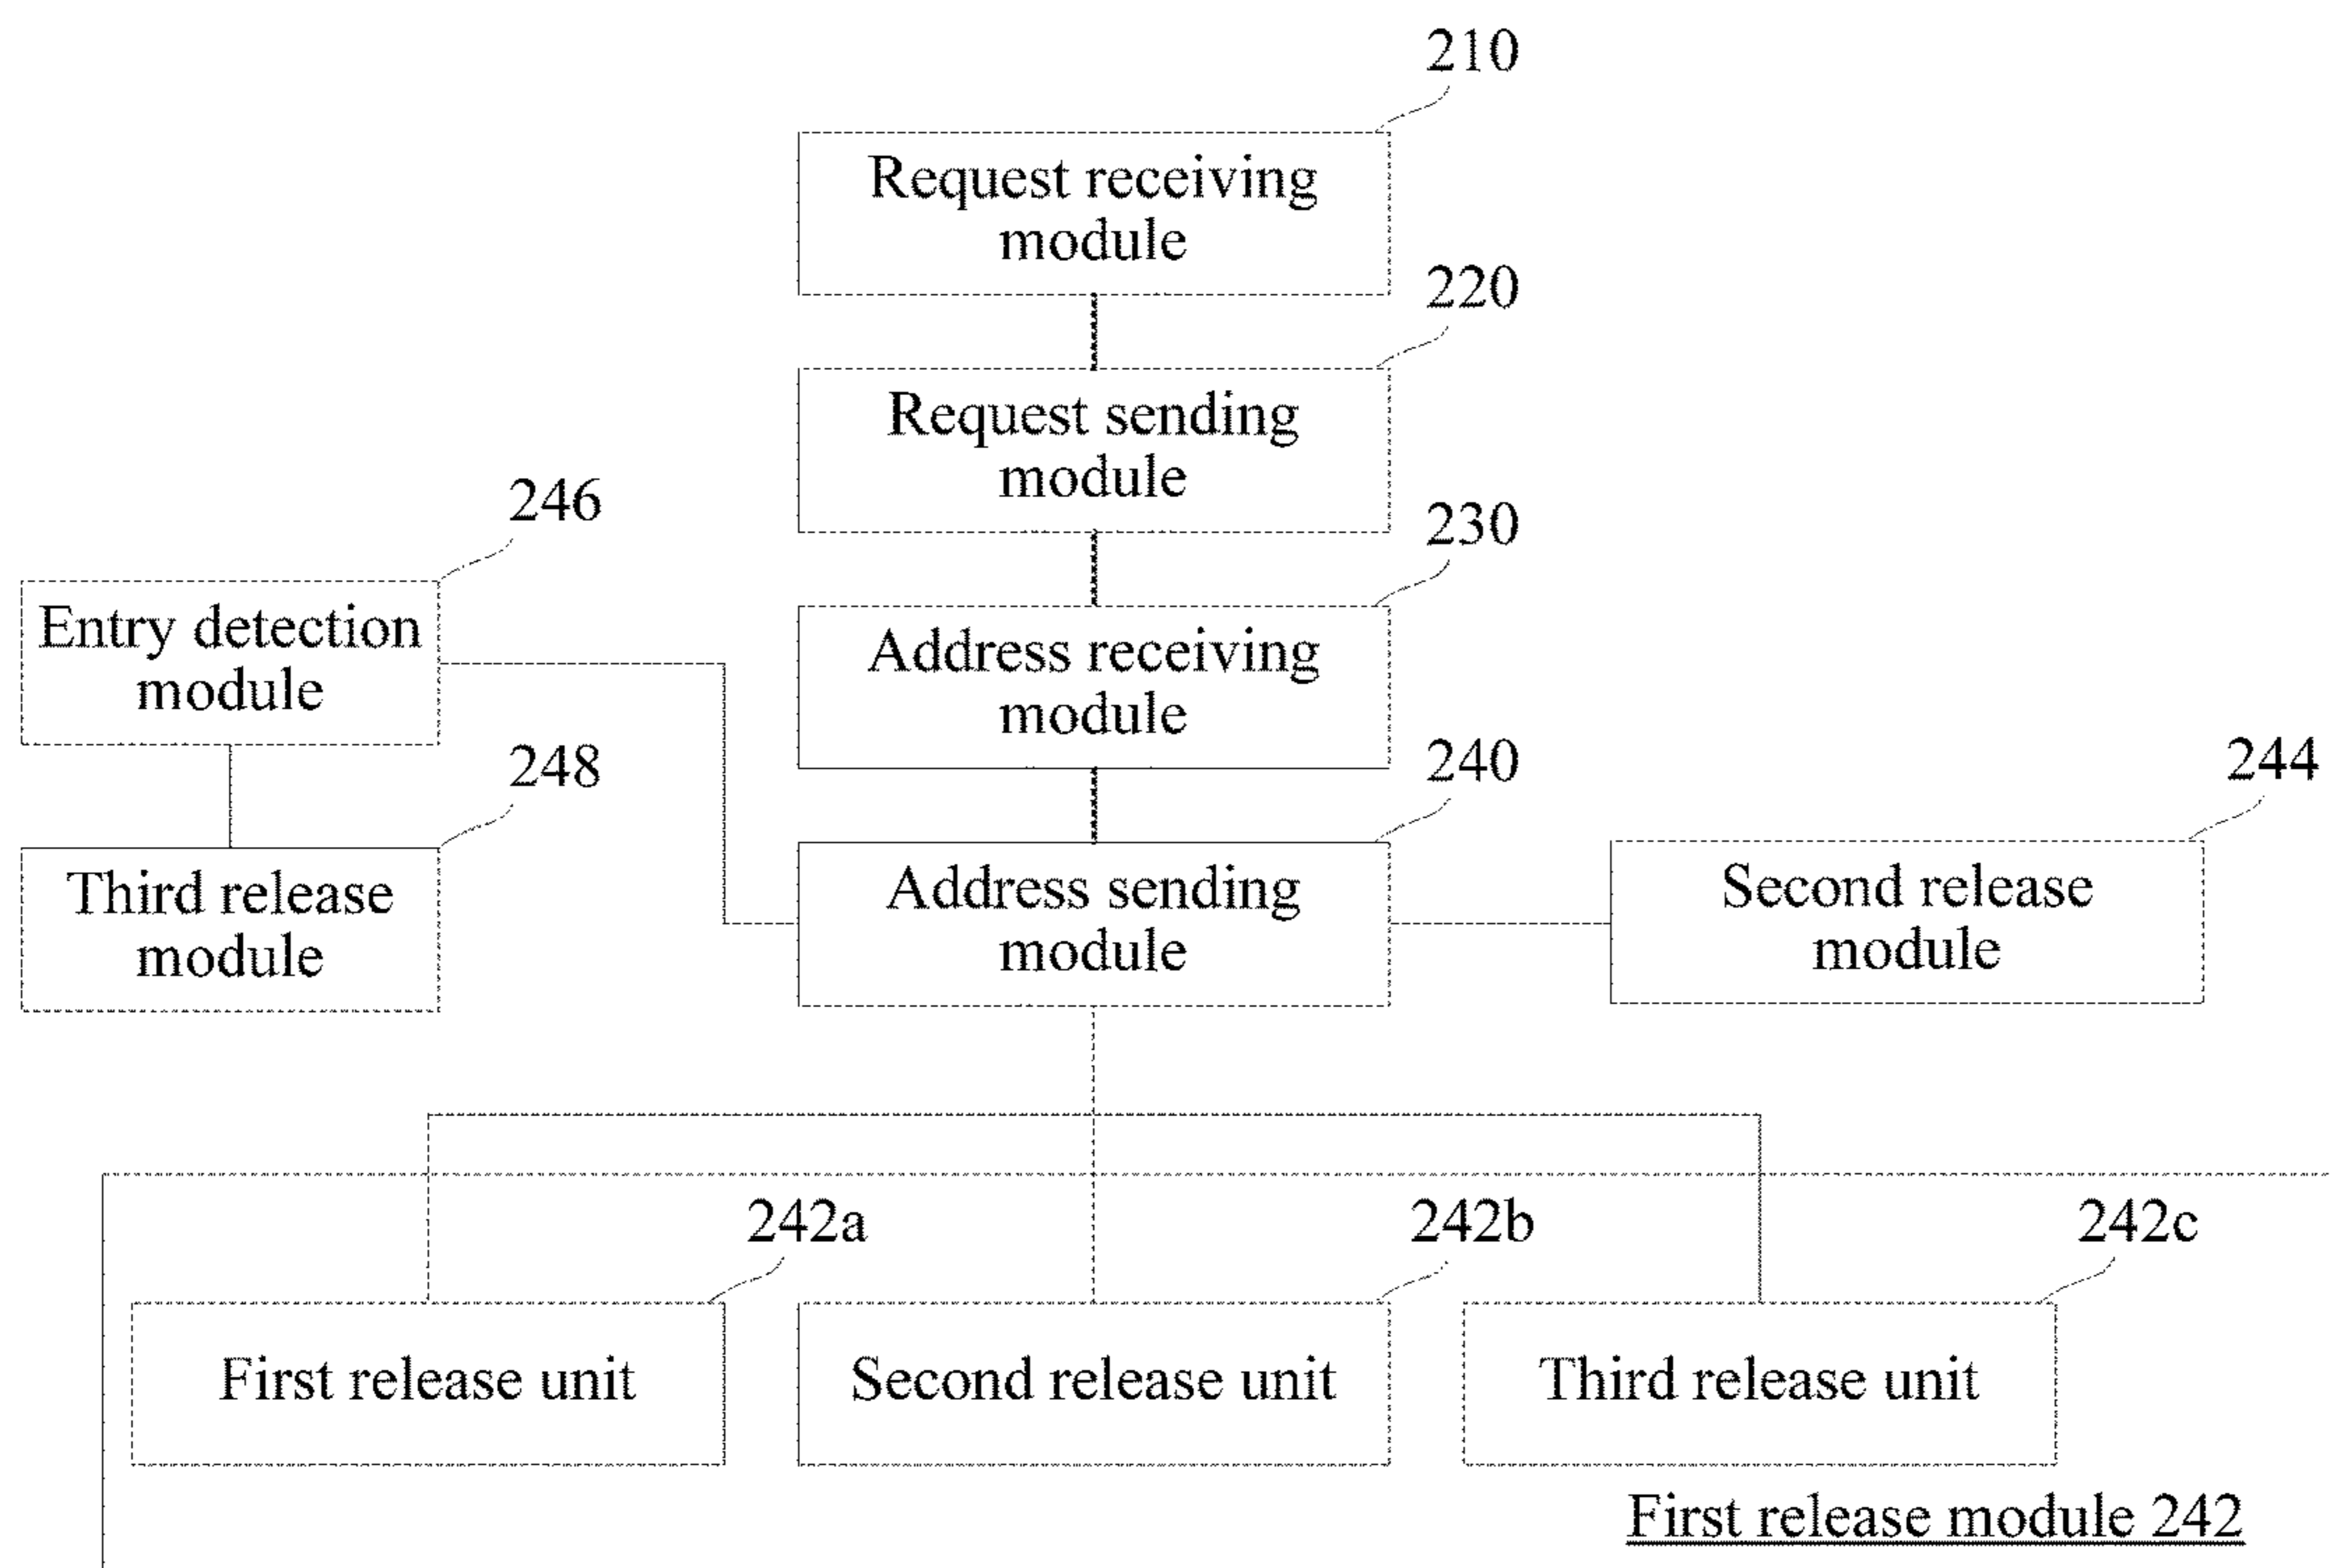 210
Request receiving
module
220
Request sending
module
246
230
Entry detection
module
Address receiving
module
248
240
244
Third release
module
Address sending
module
Second release
module
242a
242b
242c
First release unit
Second release unit
Third release unit
First release module 242